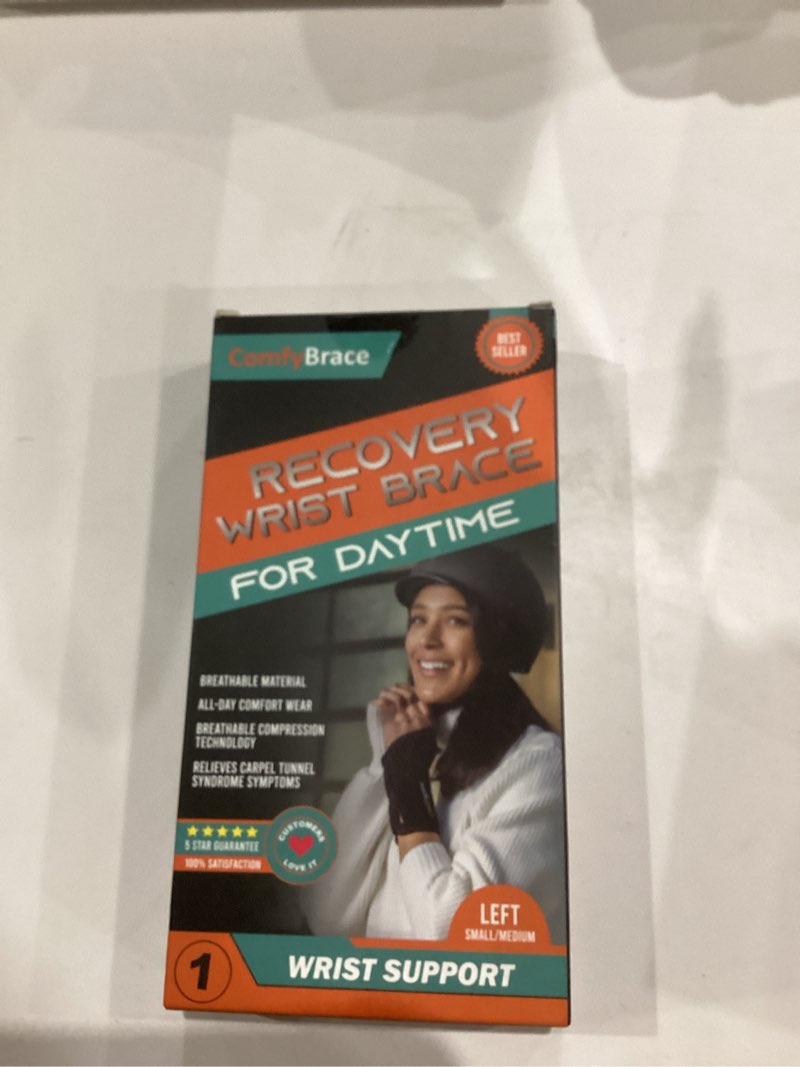 ComfyBrace
BEST
SELLER
RECOVERY
WRIST BRACE
FOR DAYTIME
BREATHABLE MATERIAL
ALL-DAY COMFORT WEAR
BREATHABLE COMPRESSION
TECHNOLOGY
RELIEVES CARPEL TUNNEL
SYNDROME SYMPTOMS
5 STAR GUARANTEE
100% SATISFACTION
CUSTOMERS
LOVE IT
LEFT
SMALL/MEDIUM
1
WRIST SUPPORT